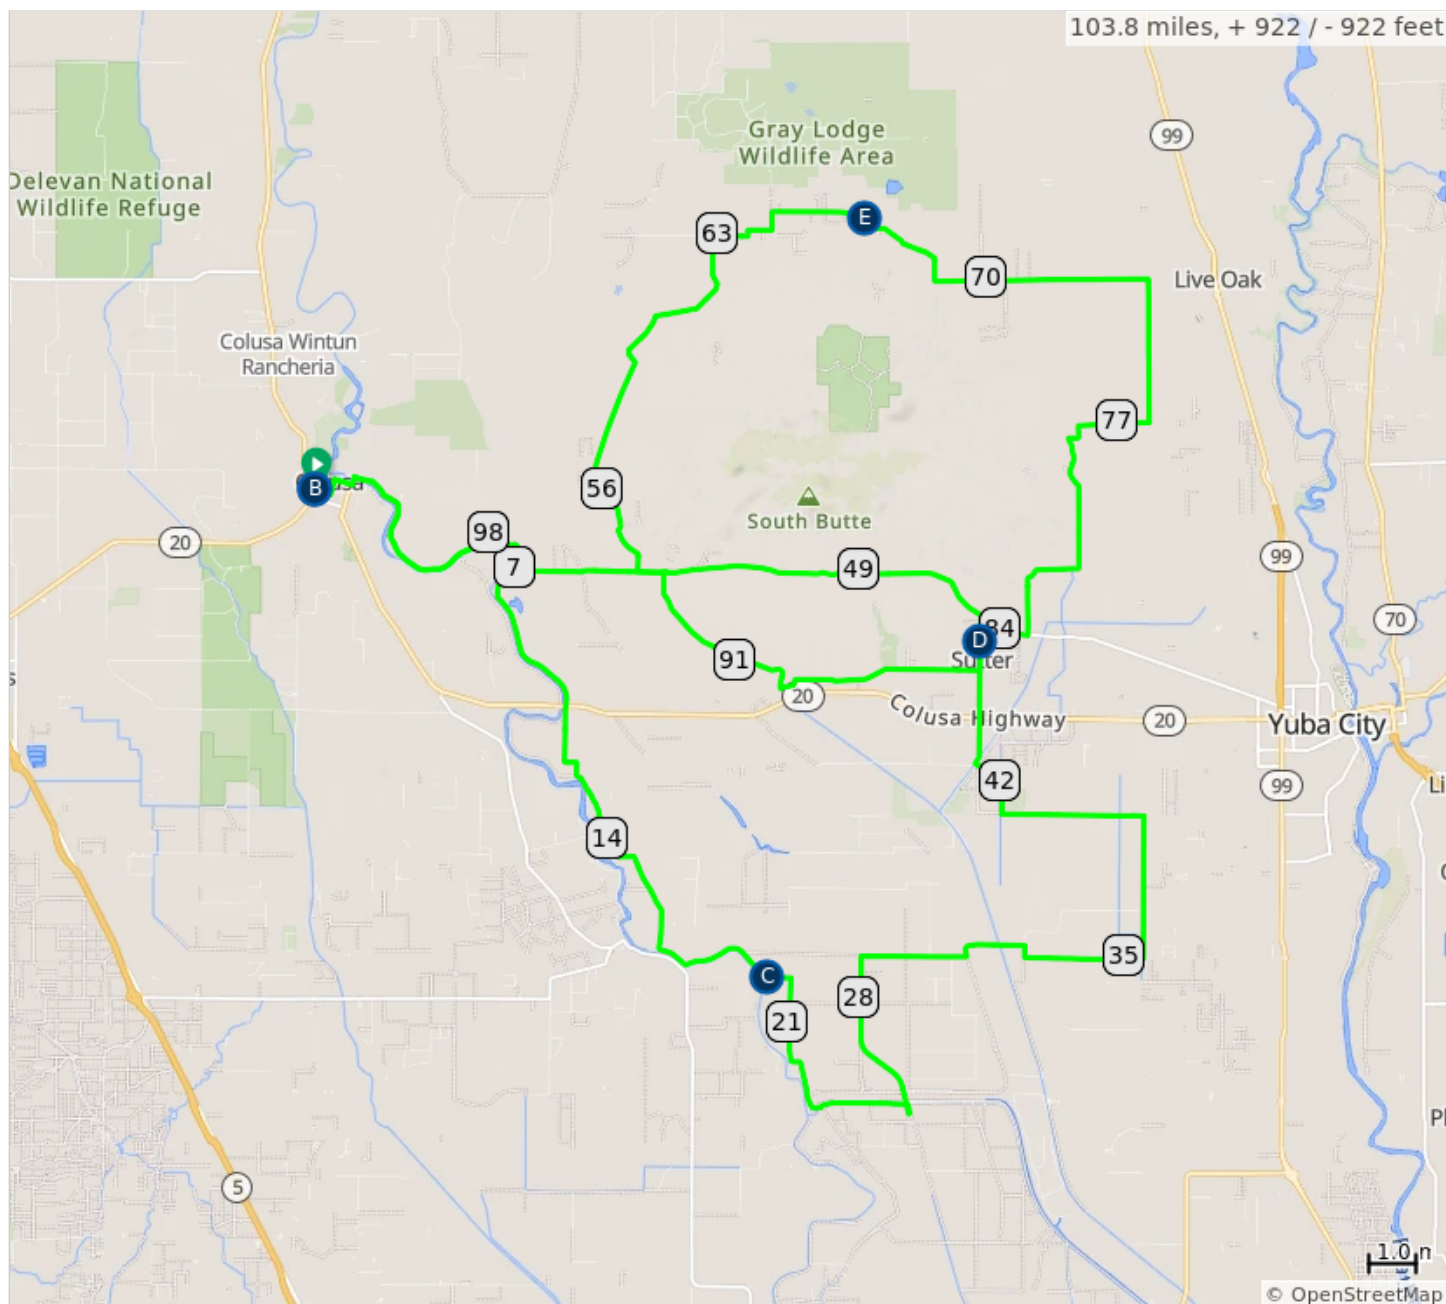 103.8 miles, + 922 / - 922 feet
Gray Lodge
Wildlife Area
99
Delevan National
Wildlife Refuge
E
63
70
Live Oak
Colusa Wintun
Rancheria
77
B
56
South Butte
20
98
7
49
99
84
D
Sutter
70
91
20
Colusa Highway
20
Yuba City
42
99
14
C
35
28
21
5
1.0
© OpenStreetMap